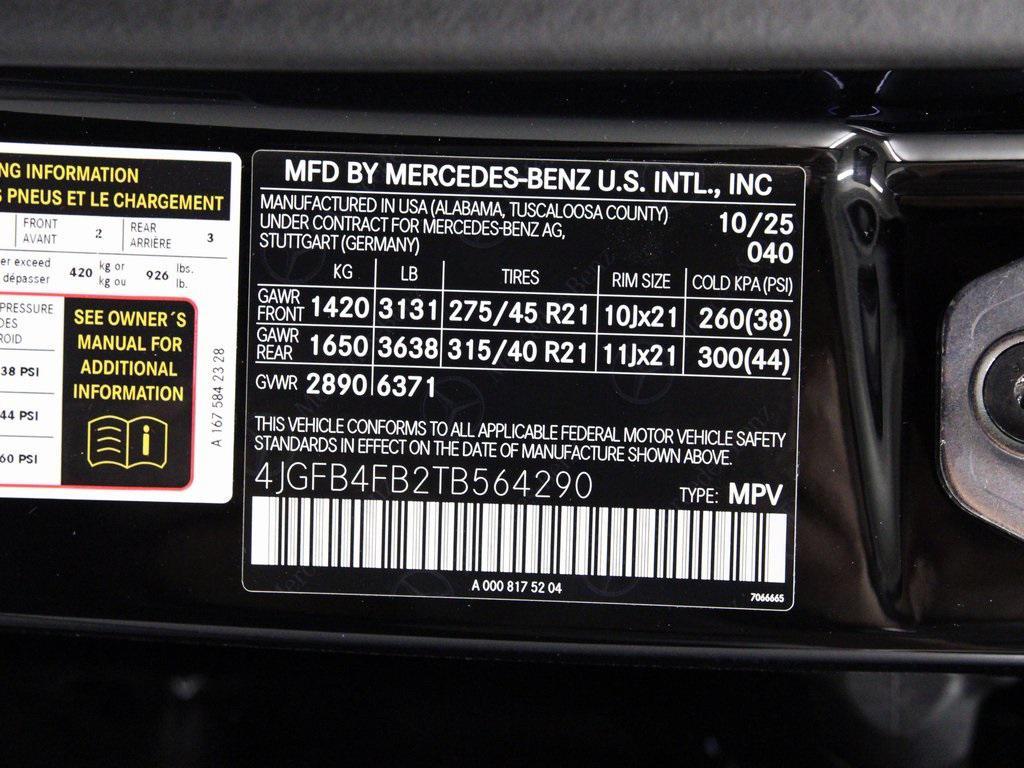 NG INFORMATION
S PNEUS ET LE CHARGEMENT
FRONT
AVANT
2
REAR
ARRIÈRE
3
er exceed
dépasser
420
kg or
kg ou
926
lbs.
lb.
PRESSURE
DES
ROID
38 PSI
44 PSI
60 PSI
SEE OWNER´S
MANUAL FOR
ADDITIONAL
INFORMATION
A 167 584 23 28
MFD BY MERCEDES-BENZ U.S. INTL., INC
MANUFACTURED IN USA (ALABAMA, TUSCALOOSA COUNTY)
UNDER CONTRACT FOR MERCEDES-BENZ AG,
STUTTGART (GERMANY)
10/25
040
KG LB TIRES RIM SIZE COLD KPA (PSI)
GAWR FRONT 1420 3131 275/45 R21 10Jx21 260(38)
GAWR REAR 1650 3638 315/40 R21 11Jx21 300(44)
GVWR 2890 6371
THIS VEHICLE CONFORMS TO ALL APPLICABLE FEDERAL MOTOR VEHICLE SAFETY
STANDARDS IN EFFECT ON THE DATE OF MANUFACTURE SHOWN ABOVE.
4JGFB4FB2TB564290
TYPE: MPV
A 000 817 52 04
7066665